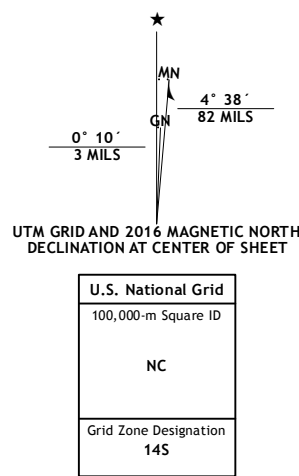 ★
MN
4° 38´
82 MILS
GN
0° 10´
3 MILS
UTM GRID AND 2016 MAGNETIC NORTH
DECLINATION AT CENTER OF SHEET
U.S. National Grid
100,000-m Square ID
NC
Grid Zone Designation
14S